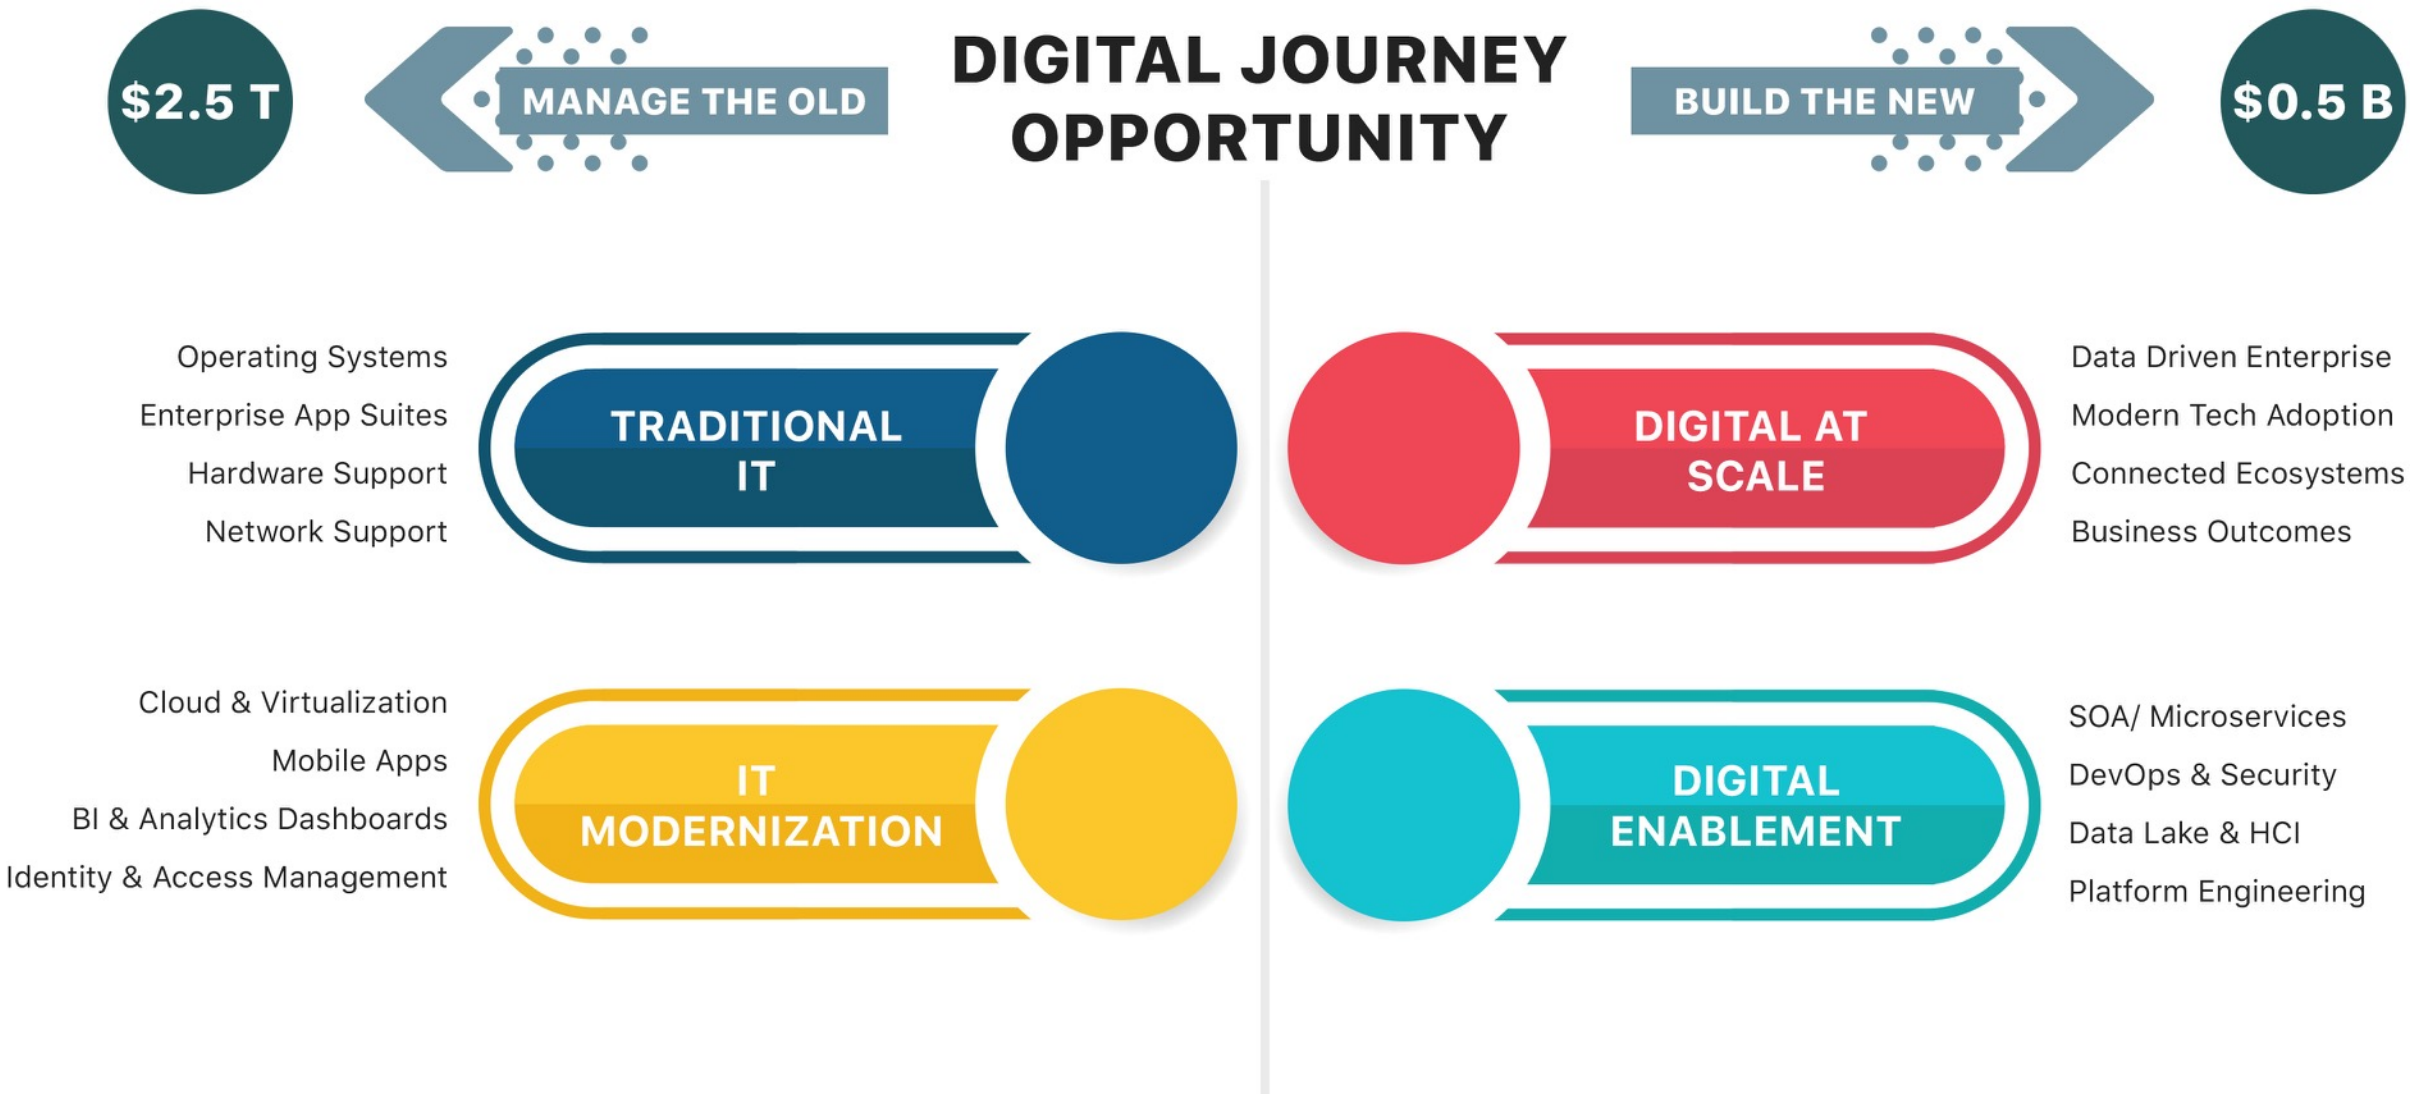 $2.5 T
MANAGE THE OLD
DIGITAL JOURNEY
OPPORTUNITY
BUILD THE NEW
$0.5 B
Operating Systems
Enterprise App Suites
Hardware Support
Network Support
TRADITIONAL
IT
DIGITAL AT
SCALE
Data Driven Enterprise
Modern Tech Adoption
Connected Ecosystems
Business Outcomes
Cloud & Virtualization
Mobile Apps
BI & Analytics Dashboards
Identity & Access Management
IT
MODERNIZATION
DIGITAL
ENABLEMENT
SOA/ Microservices
DevOps & Security
Data Lake & HCI
Platform Engineering